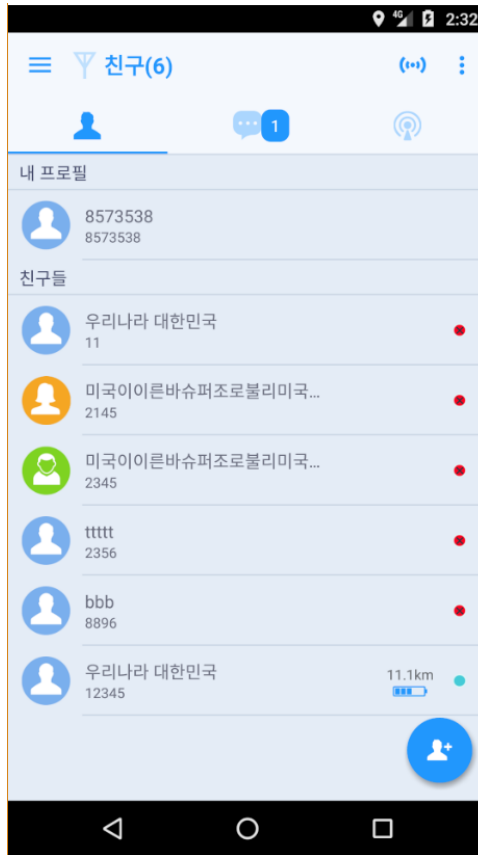 4G 2:32
친구(6)
1
내 프로필
8573538
8573538
친구들
우리나라 대한민국
11
미국이이른바슈퍼조로불리미국...
2145
미국이이른바슈퍼조로불리미국...
2345
ttttt
2356
bbb
8896
우리나라 대한민국
12345
11.1km